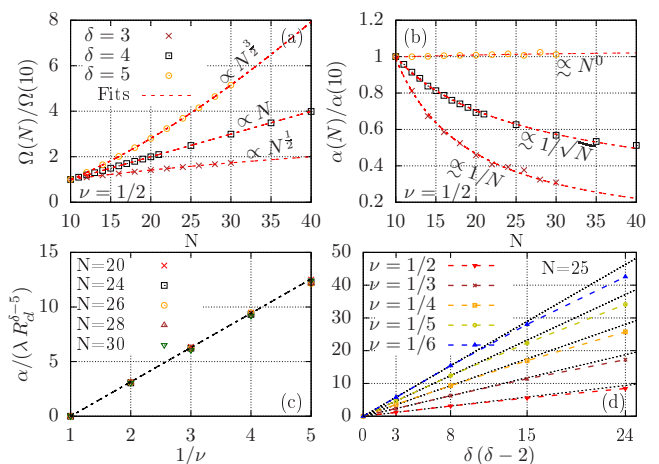 (a)
Ω(N)/Ω(10)
δ = 3
δ = 4
δ = 5
Fits
∝ N^{3/2}
∝ N
∝ N^{1/2}
ν = 1/2
8
6
4
2
0
10 15 20 25 30 35 40
N
(b)
α(N)/α(10)
∝~ N^0
∝~ 1/√N
∝~ 1/N
ν = 1/2
1.2
1
0.8
0.6
0.4
0.2
10 15 20 25 30 35 40
N
(c)
α/(λ R_{cl}^{δ−5})
N=20
N=24
N=26
N=28
N=30
15
10
5
0
1 2 3 4 5
1/ν
(d)
N=25
ν = 1/2
ν = 1/3
ν = 1/4
ν = 1/5
ν = 1/6
50
40
30
20
10
0
0 3 8 15 24
δ (δ − 2)